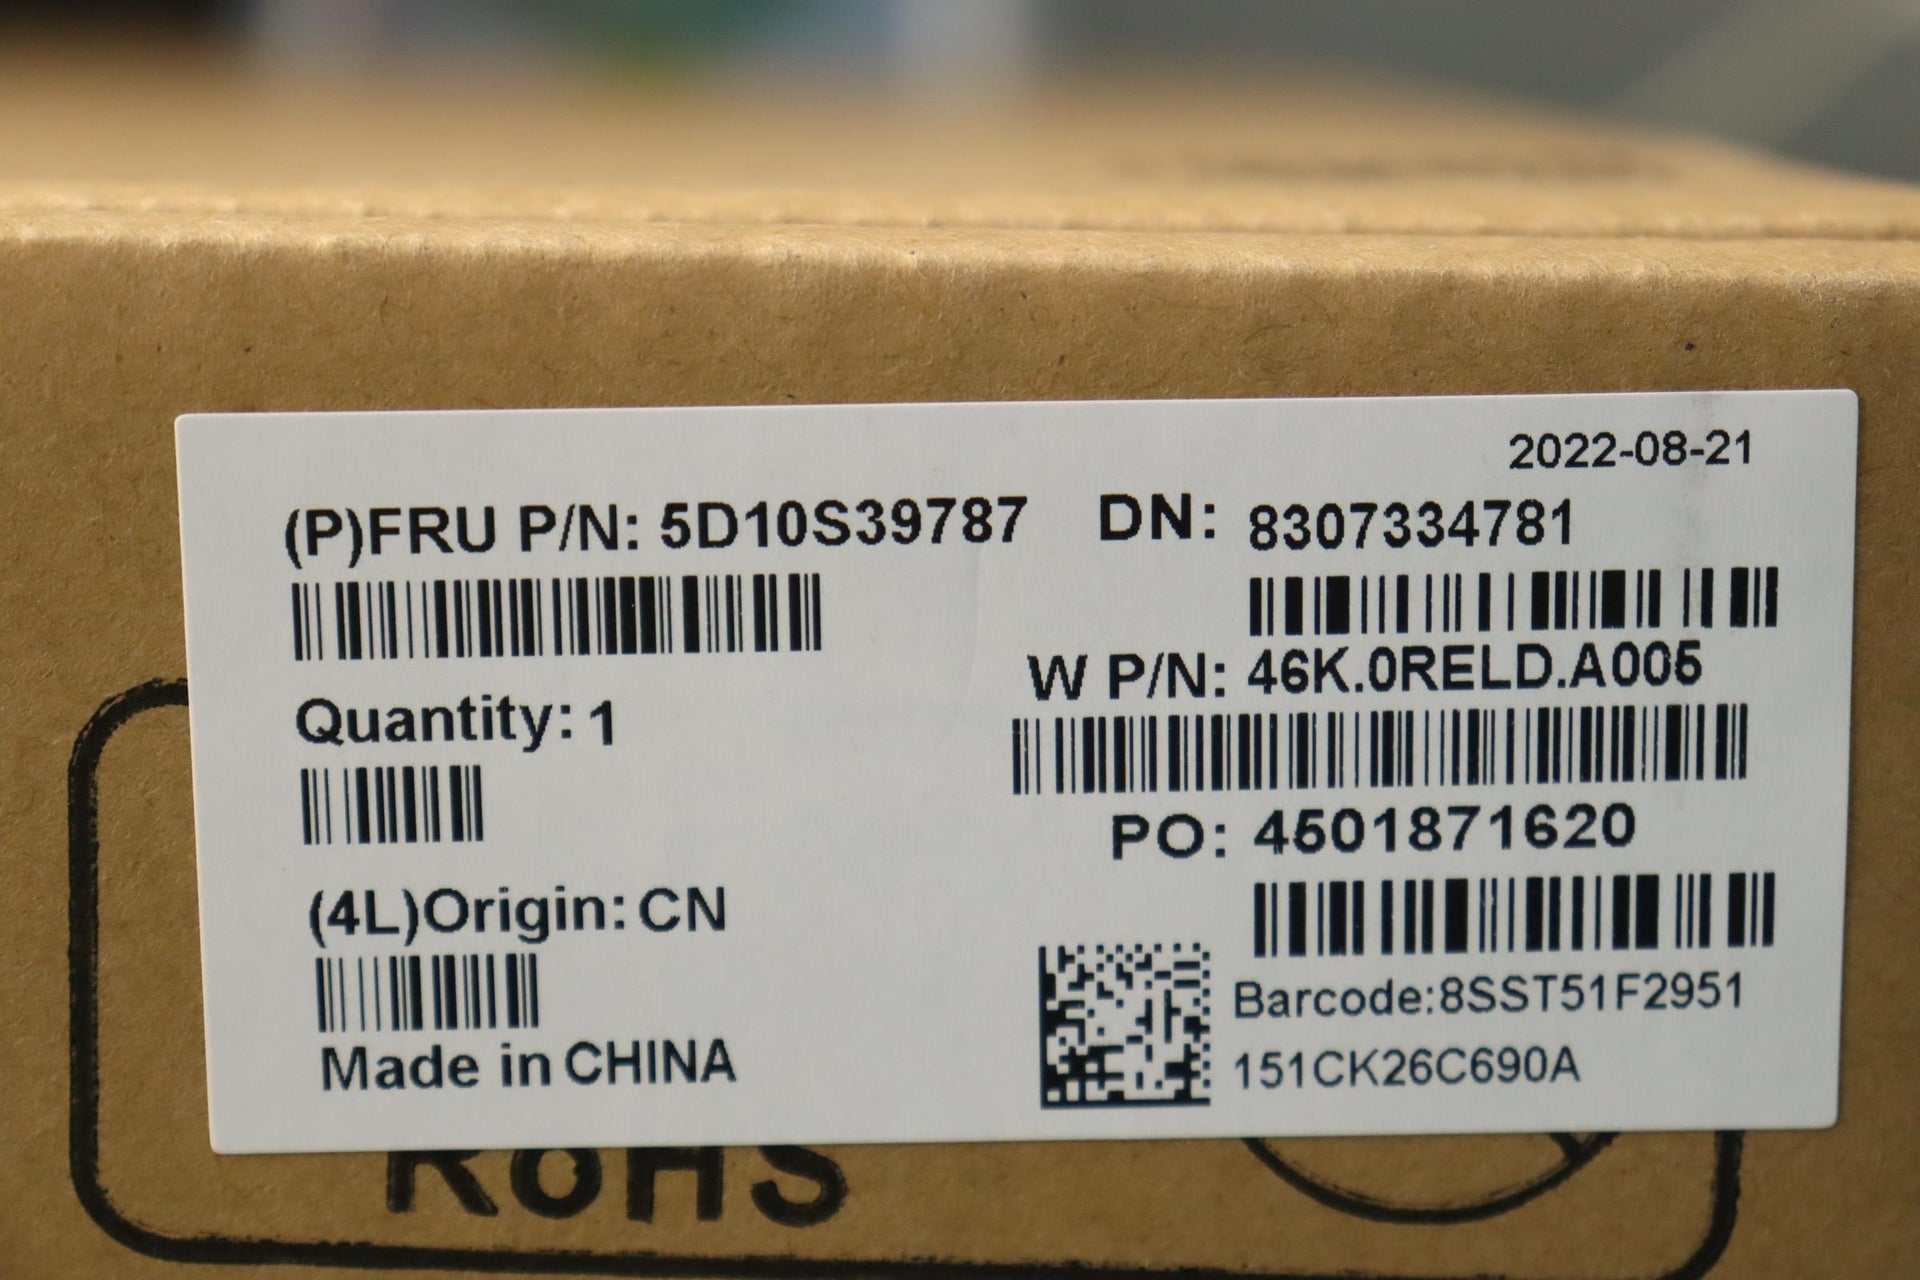 2022-08-21
(P)FRU P/N: 5D10S39787
DN: 8307334781
W P/N: 46K.0RELD.A005
Quantity: 1
PO: 4501871620
(4L)Origin: CN
Barcode:8SST51F2951
151CK26C690A
Made in CHINA
RoHS